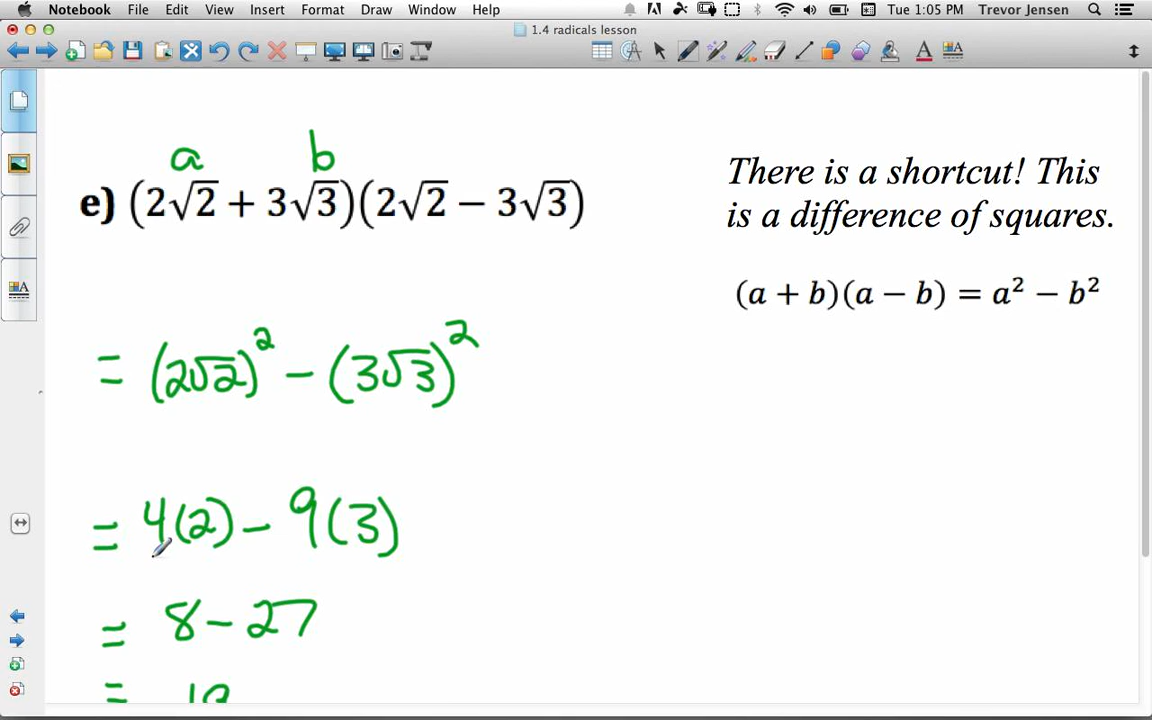 Notebook File Edit View Insert Format Draw Window Help Tue 1:05 PM Trevor Jensen
1.4 radicals lesson
a b
e) (2√2 + 3√3)(2√2 − 3√3)
There is a shortcut! This
is a difference of squares.
(a + b)(a − b) = a² − b²
= (2√2)² − (3√3)²
= 4(2) − 9(3)
= 8 − 27
=